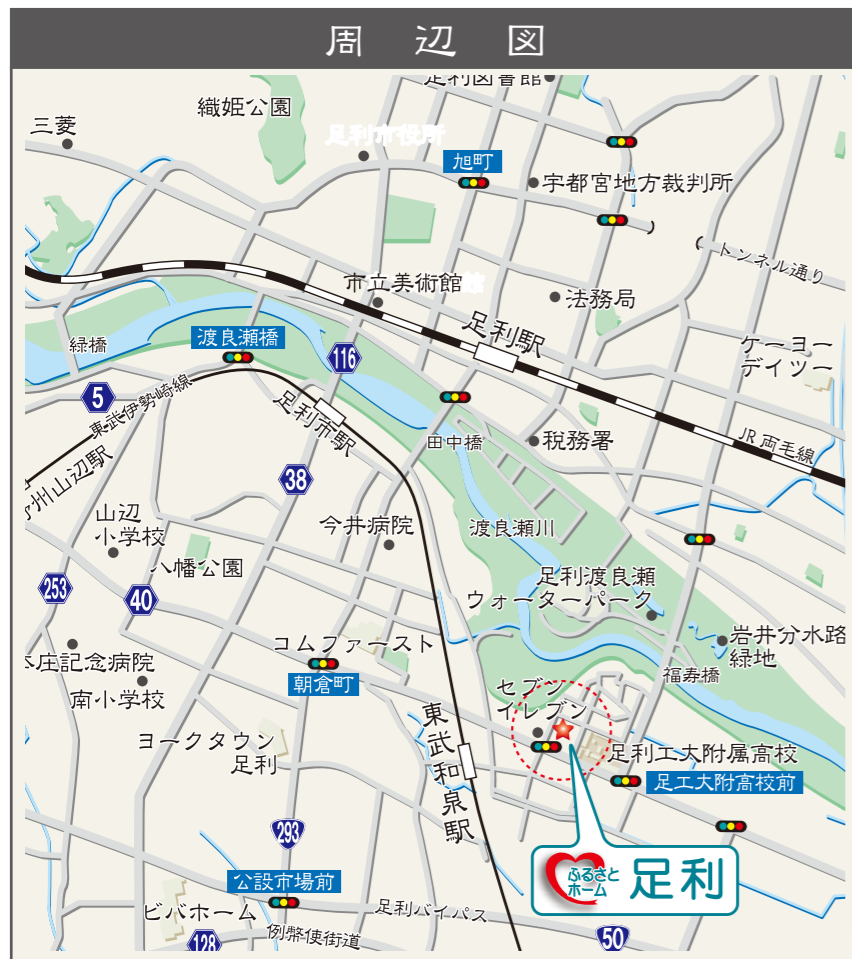 周辺図
足利図書館
織姫公園
三菱
足利市役所
旭町
宇都宮地方裁判所
トンネル通り
市立美術館
法務局
足利駅
渡良瀬橋
緑橋
116
ケーヨー
デイツー
5
東武伊勢崎線
足利市駅
田中橋
税務署
JR両毛線
州山辺駅
38
山辺
小学校
今井病院
渡良瀬川
八幡公園
足利渡良瀬
ウォーターパーク
253
40
岩井分水路
緑地
コムファースト
本庄記念病院
福寿橋
朝倉町
南小学校
セブン
イレブン
東武和泉駅
ヨークタウン
足利
足利工大附属高校
足工大附高校前
293
ふるさと
ホーム
足利
公設市場前
ビバホーム
足利バイパス
128
例幣使街道
50